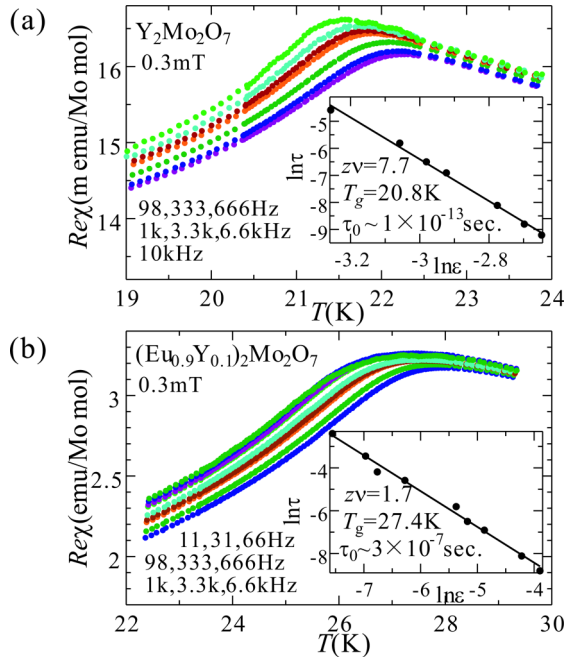 (a)
Y₂Mo₂O₇
0.3mT
Reχ(m emu/Mo mol)
16
15
14
98,333,666Hz
1k,3.3k,6.6kHz
10kHz
lnτ
-5
-6
-7
-8
-9
zν=7.7
T_g=20.8K
τ₀~1×10⁻¹³sec.
-3.2 -3 lnε -2.8
19 20 21 22 23 24
T(K)
(b)
(Eu₀.₉Y₀.₁)₂Mo₂O₇
0.3mT
Reχ(emu/Mo mol)
3
2.5
2
11,31,66Hz
98,333,666Hz
1k,3.3k,6.6kHz
lnτ
-4
-6
-8
zν=1.7
T_g=27.4K
τ₀~3×10⁻⁷sec.
-7 -6 lnε -5 -4
22 24 26 28 30
T(K)